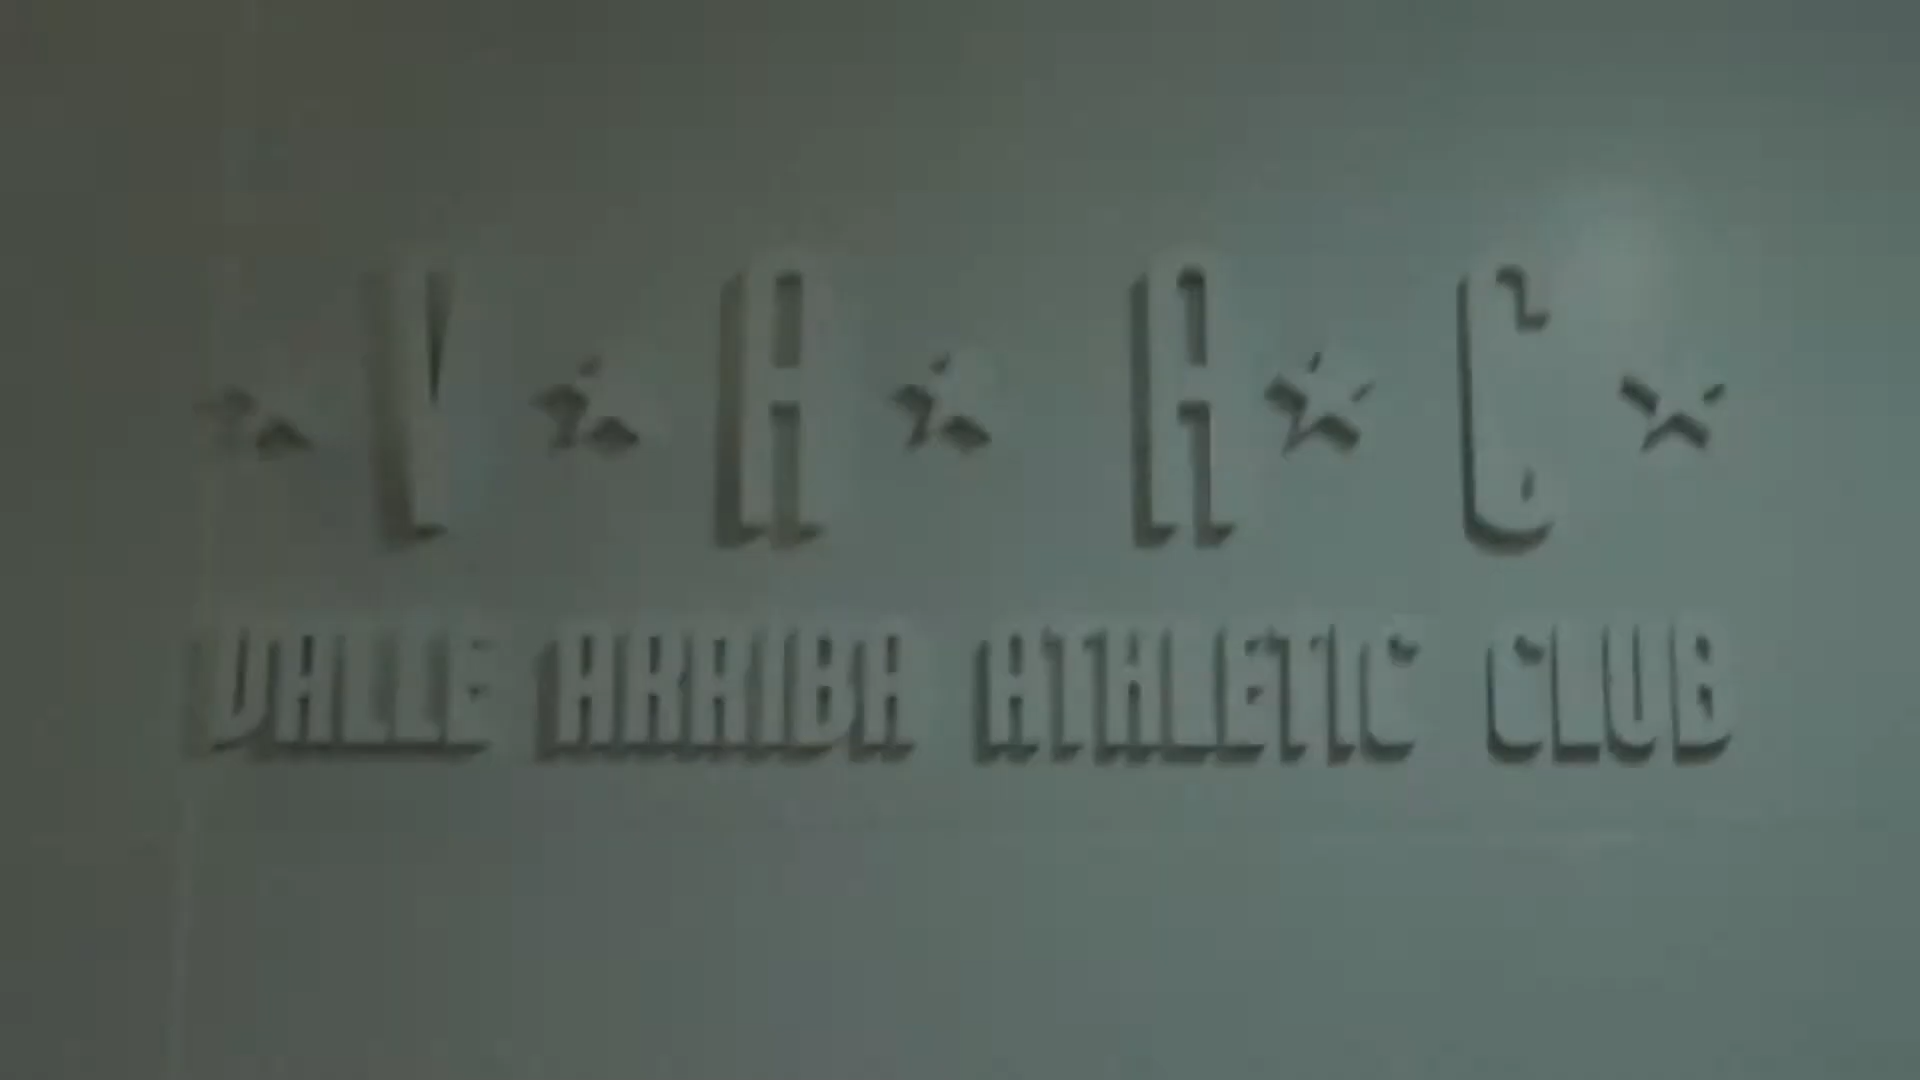 ★ V ★ A ★ A ★ C ★
VALLE ARRIBA ATHLETIC CLUB